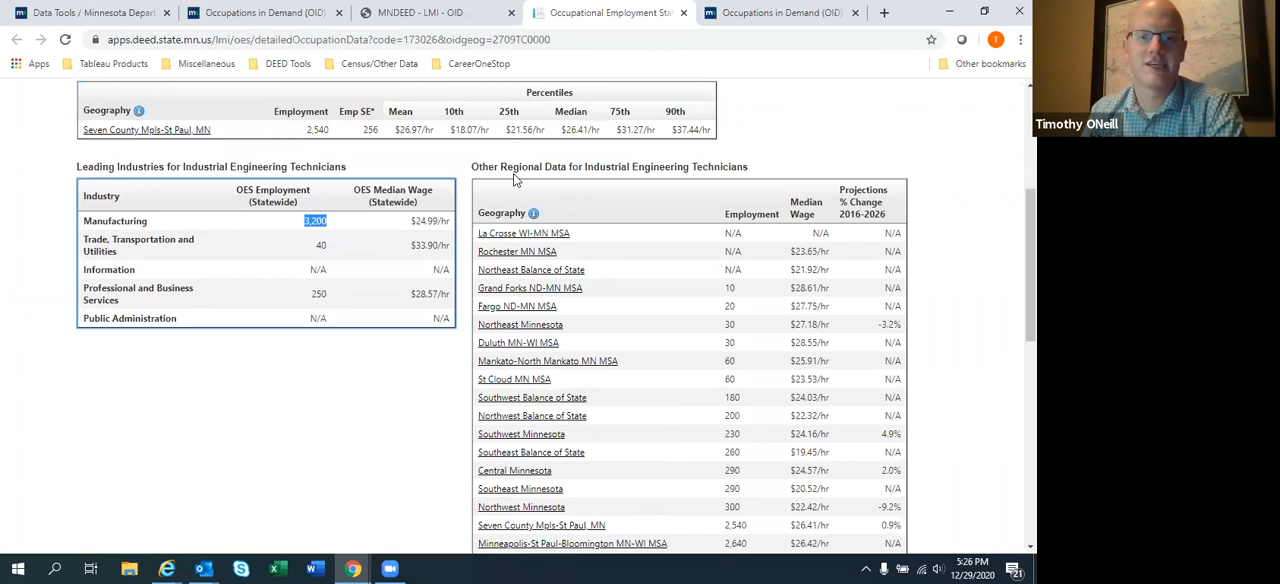 Data Tools / Minnesota Depar
Occupations in Demand (OID)
MNDEED - LMI - OID
Occupational Employment Sta
Occupations in Demand (OID)
apps.deed.state.mn.us/lmi/oes/detailedOccupationData?code=173026&oidgeog=2709TC0000
T
Apps Tableau Products Miscellaneous DEED Tools Census/Other Data CareerOneStop Other bookmarks
Percentiles
Geography Employment Emp SE* Mean 10th 25th Median 75th 90th
Seven County Mpls-St Paul, MN 2,540 256 $26.97/hr $18.07/hr $21.56/hr $26.41/hr $31.27/hr $37.44/hr
Leading Industries for Industrial Engineering Technicians
Industry OES Employment (Statewide) OES Median Wage (Statewide)
Manufacturing 3,200 $24.99/hr
Trade, Transportation and Utilities 40 $33.90/hr
Information N/A N/A
Professional and Business Services 250 $28.57/hr
Public Administration N/A N/A
Other Regional Data for Industrial Engineering Technicians
Geography Employment Median Wage Projections % Change 2016-2026
La Crosse WI-MN MSA N/A N/A N/A
Rochester MN MSA N/A $23.65/hr N/A
Northeast Balance of State N/A $21.92/hr N/A
Grand Forks ND-MN MSA 10 $28.61/hr N/A
Fargo ND-MN MSA 20 $27.75/hr N/A
Northeast Minnesota 30 $27.18/hr -3.2%
Duluth MN-WI MSA 30 $28.55/hr N/A
Mankato-North Mankato MN MSA 60 $25.91/hr N/A
St Cloud MN MSA 60 $23.53/hr N/A
Southwest Balance of State 180 $24.03/hr N/A
Northwest Balance of State 200 $22.32/hr N/A
Southwest Minnesota 230 $24.16/hr 4.9%
Southeast Balance of State 260 $19.45/hr N/A
Central Minnesota 290 $24.57/hr 2.0%
Southeast Minnesota 290 $20.52/hr N/A
Northwest Minnesota 300 $22.42/hr -9.2%
Seven County Mpls-St Paul, MN 2,540 $26.41/hr 0.9%
Minneapolis-St Paul-Bloomington MN-WI MSA 2,640 $26.42/hr N/A
Timothy ONeill
5:26 PM
12/29/2020
21